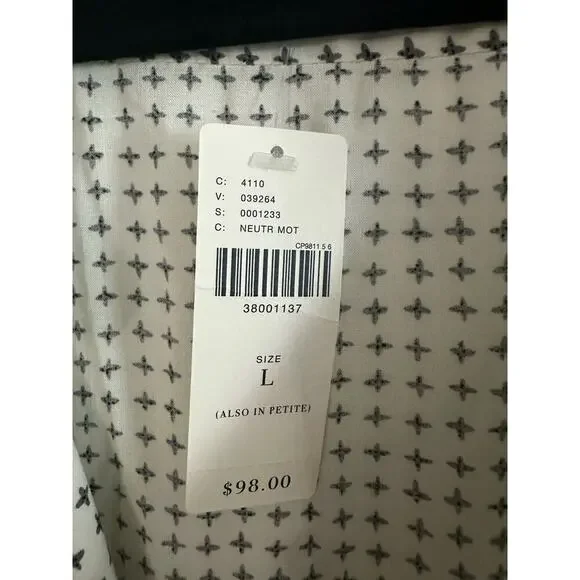 C: 4110
V: 039264
S: 0001233
C: NEUTR MOT
CP9811 5 6
38001137
SIZE
L
(ALSO IN PETITE)
$98.00